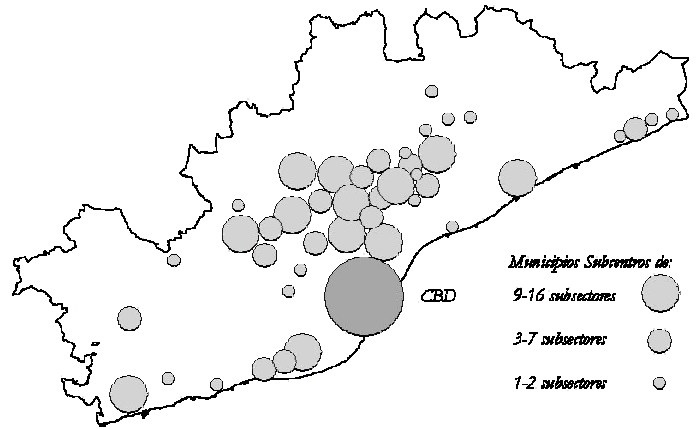 Municipios Subcentros de:
9-16 subsectores
CBD
3-7 subsectores
1-2 subsectores